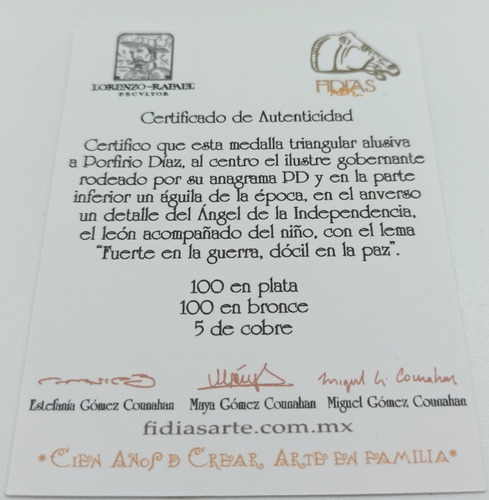 LORENZO-RAFAEL
ESCVLTOR
FIDIAS
Certificado de Autenticidad
Certifico que esta medalla triangular alusiva
a Porfirio Díaz, al centro el ilustre gobernante
rodeado por su anagrama PD y en la parte
inferior un águila de la época, en el anverso
un detalle del Ángel de la Independencia,
el león acompañado del niño, con el lema
"Fuerte en la guerra, dócil en la paz".
100 en plata
100 en bronce
5 de cobre
Miguel G. Counahan
Estefanía Gómez Counahan Maya Gómez Counahan Miguel Gómez Counahan
fidiasarte.com.mx
*CIEN AÑOS D CREAR ARTE EN FAMILIA*